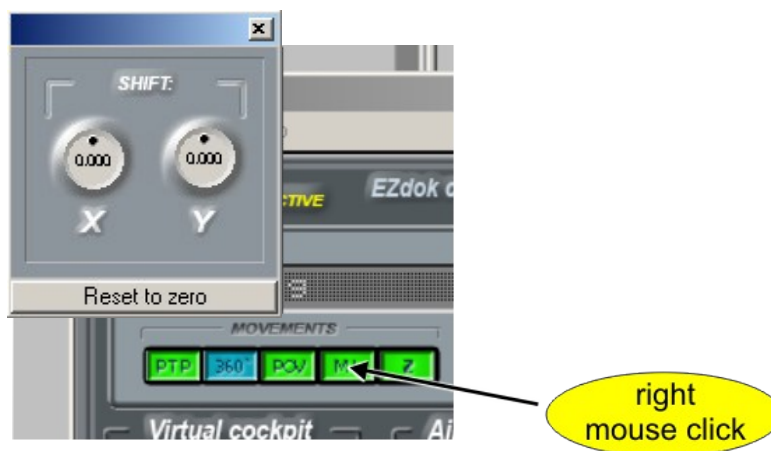 SHIFT:
0.000 0.000
X Y
Reset to zero
CTIVE
EZdok c
MOVEMENTS
PTP 360° POV Z
Virtual cockpit
Ai
right
mouse click